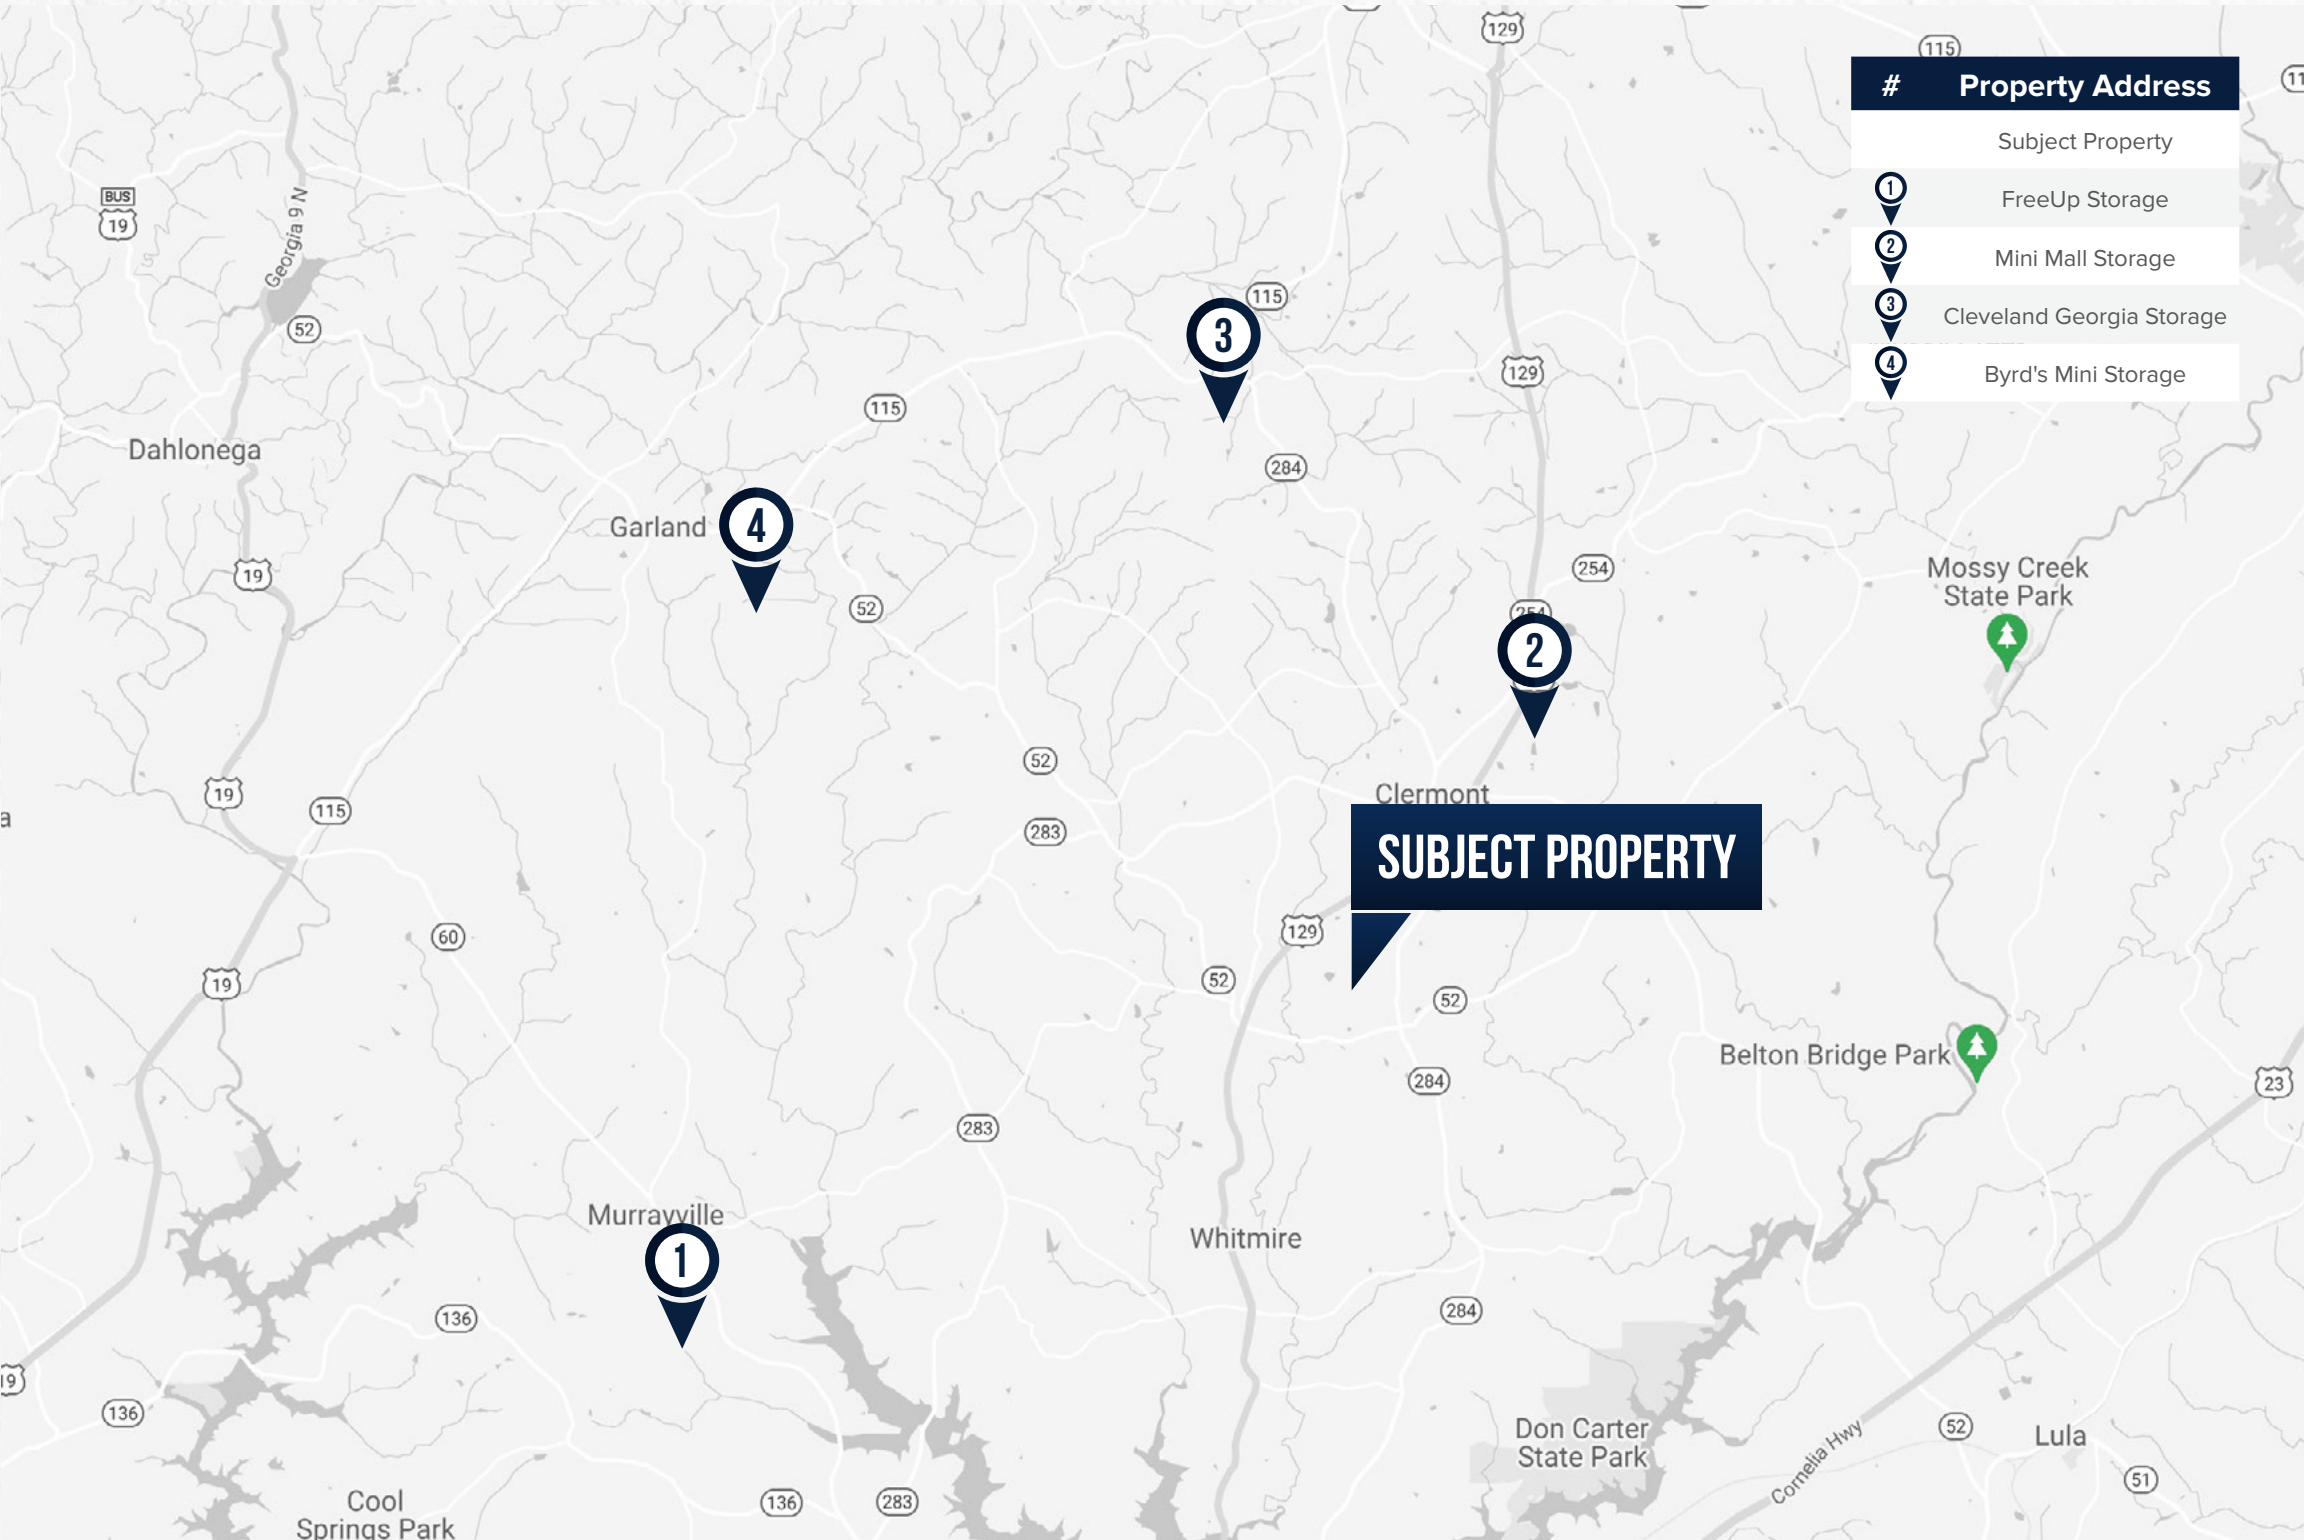 129
115
11
# Property Address
Subject Property
1 FreeUp Storage
2 Mini Mall Storage
3 Cleveland Georgia Storage
4 Byrd's Mini Storage
BUS
19
Georgia 9 N
52
115
3
129
115
Dahlonega
284
Garland
4
19
52
254
254
2
Mossy Creek
State Park
52
19
115
Clermont
a
283
SUBJECT PROPERTY
60
129
19
52
52
Belton Bridge Park
284
23
283
Murrayville
1
Whitmire
136
284
19
136
Don Carter
State Park
Cornelia Hwy
52
Lula
51
Cool
Springs Park
136
283